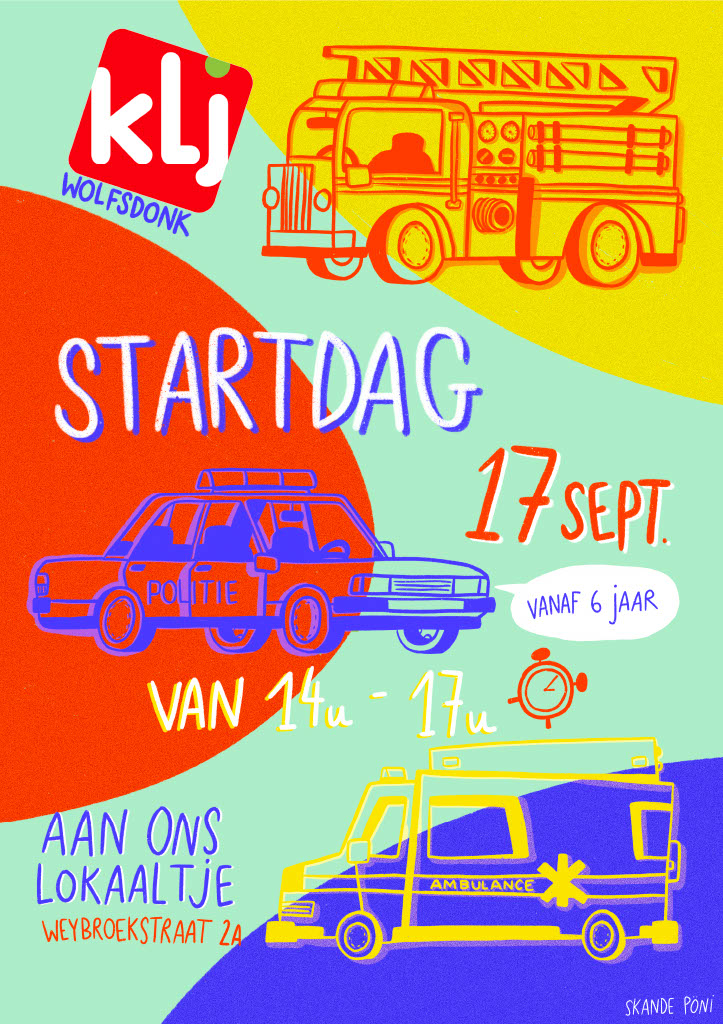 klj
WOLFSDONK
STARTDAG
17 SEPT.
POLITIE
VANAF 6 jAAR
VAN 14u - 17u
AAN ONS
LOKAALTjE
WEYBROEKSTRAAT 2A
AMBULANCE
SKANDE PÖNI